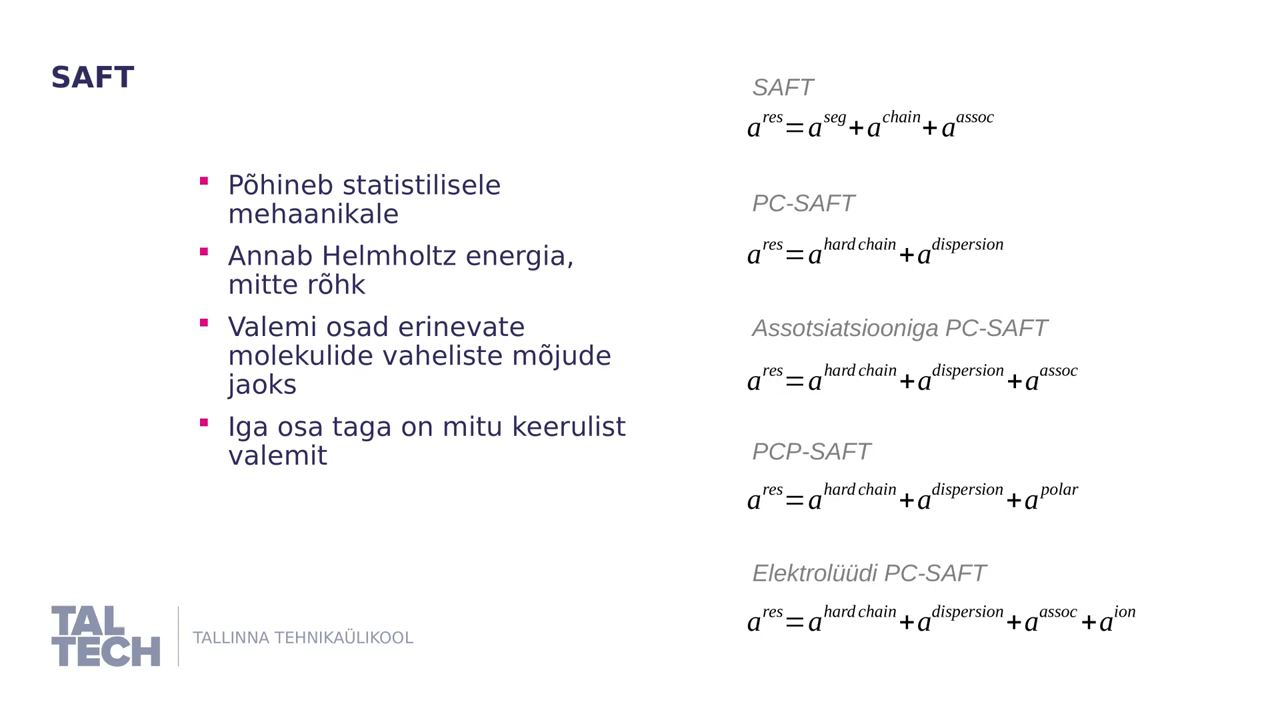 SAFT
Põhineb statistilisele
mehaanikale
Annab Helmholtz energia,
mitte rõhk
Valemi osad erinevate
molekulide vaheliste mõjude
jaoks
Iga osa taga on mitu keerulist
valemit
SAFT
a^res = a^seg + a^chain + a^assoc
PC-SAFT
a^res = a^hard chain + a^dispersion
Assotsiatsiooniga PC-SAFT
a^res = a^hard chain + a^dispersion + a^assoc
PCP-SAFT
a^res = a^hard chain + a^dispersion + a^polar
Elektrolüüdi PC-SAFT
a^res = a^hard chain + a^dispersion + a^assoc + a^ion
TAL
TECH
TALLINNA TEHNIKAÜLIKOOL